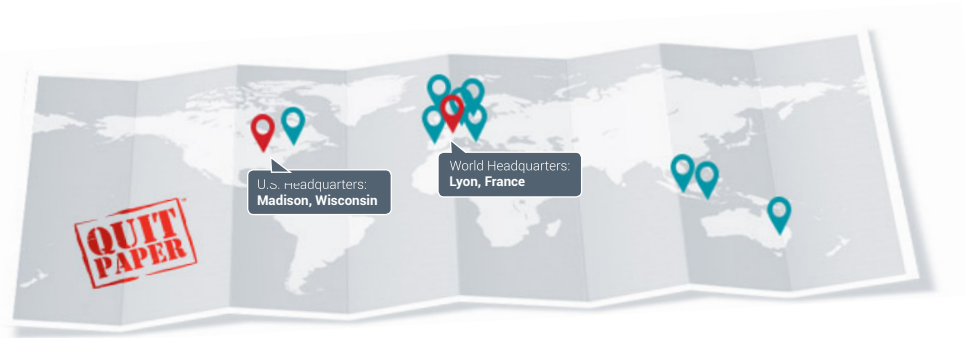 World Headquarters:
Lyon, France
U.S. Headquarters:
Madison, Wisconsin
QUIT
PAPER